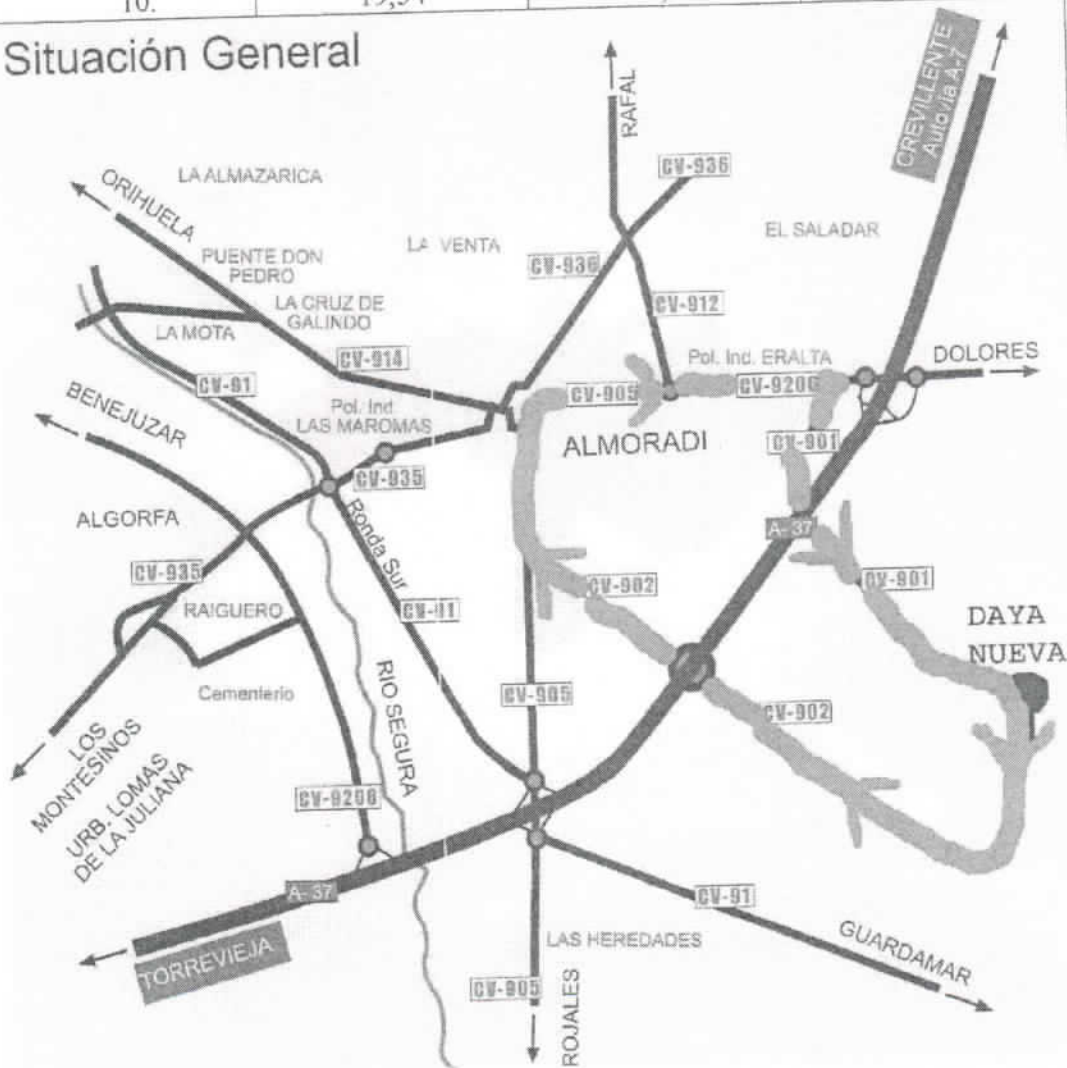 10.
Situación General
CREVILLENTE
Autovia A-7
RAFAL
LA ALMAZARICA
CV-936
ORIHUELA
LA VENTA
EL SALADAR
PUENTE DON
PEDRO
CV-936
LA CRUZ DE
GALINDO
CV-912
LA MOTA
CV-914
Pol. Ind. ERALTA
DOLORES
CV-91
CV-905
CV-920
BENEJUZAR
Pol. Ind
LAS MAROMAS
ALMORADI
CV-901
CV-935
ALGORFA
Ronda Sur
A- 37
CV-935
CV-902
CV-901
RAIGUERO
DAYA
NUEVA
Cementerio
RIO SEGURA
CV-905
CV-902
LOS
MONTESINOS
URB. LOMAS
DE LA JULIANA
CV-9206
A- 37
CV-91
TORREVIEJA
LAS HEREDADES
GUARDAMAR
CV-905
ROJALES